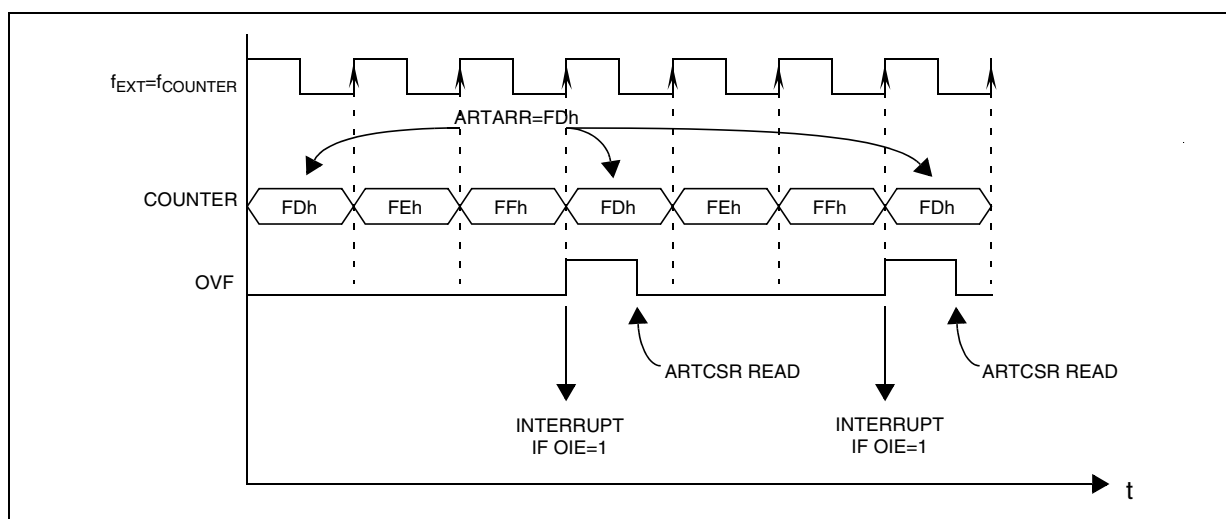 fEXT=fCOUNTER
ARTARR=FDh
COUNTER
FDh FEh FFh FDh FEh FFh FDh
OVF
ARTCSR READ ARTCSR READ
INTERRUPT INTERRUPT
IF OIE=1 IF OIE=1
t